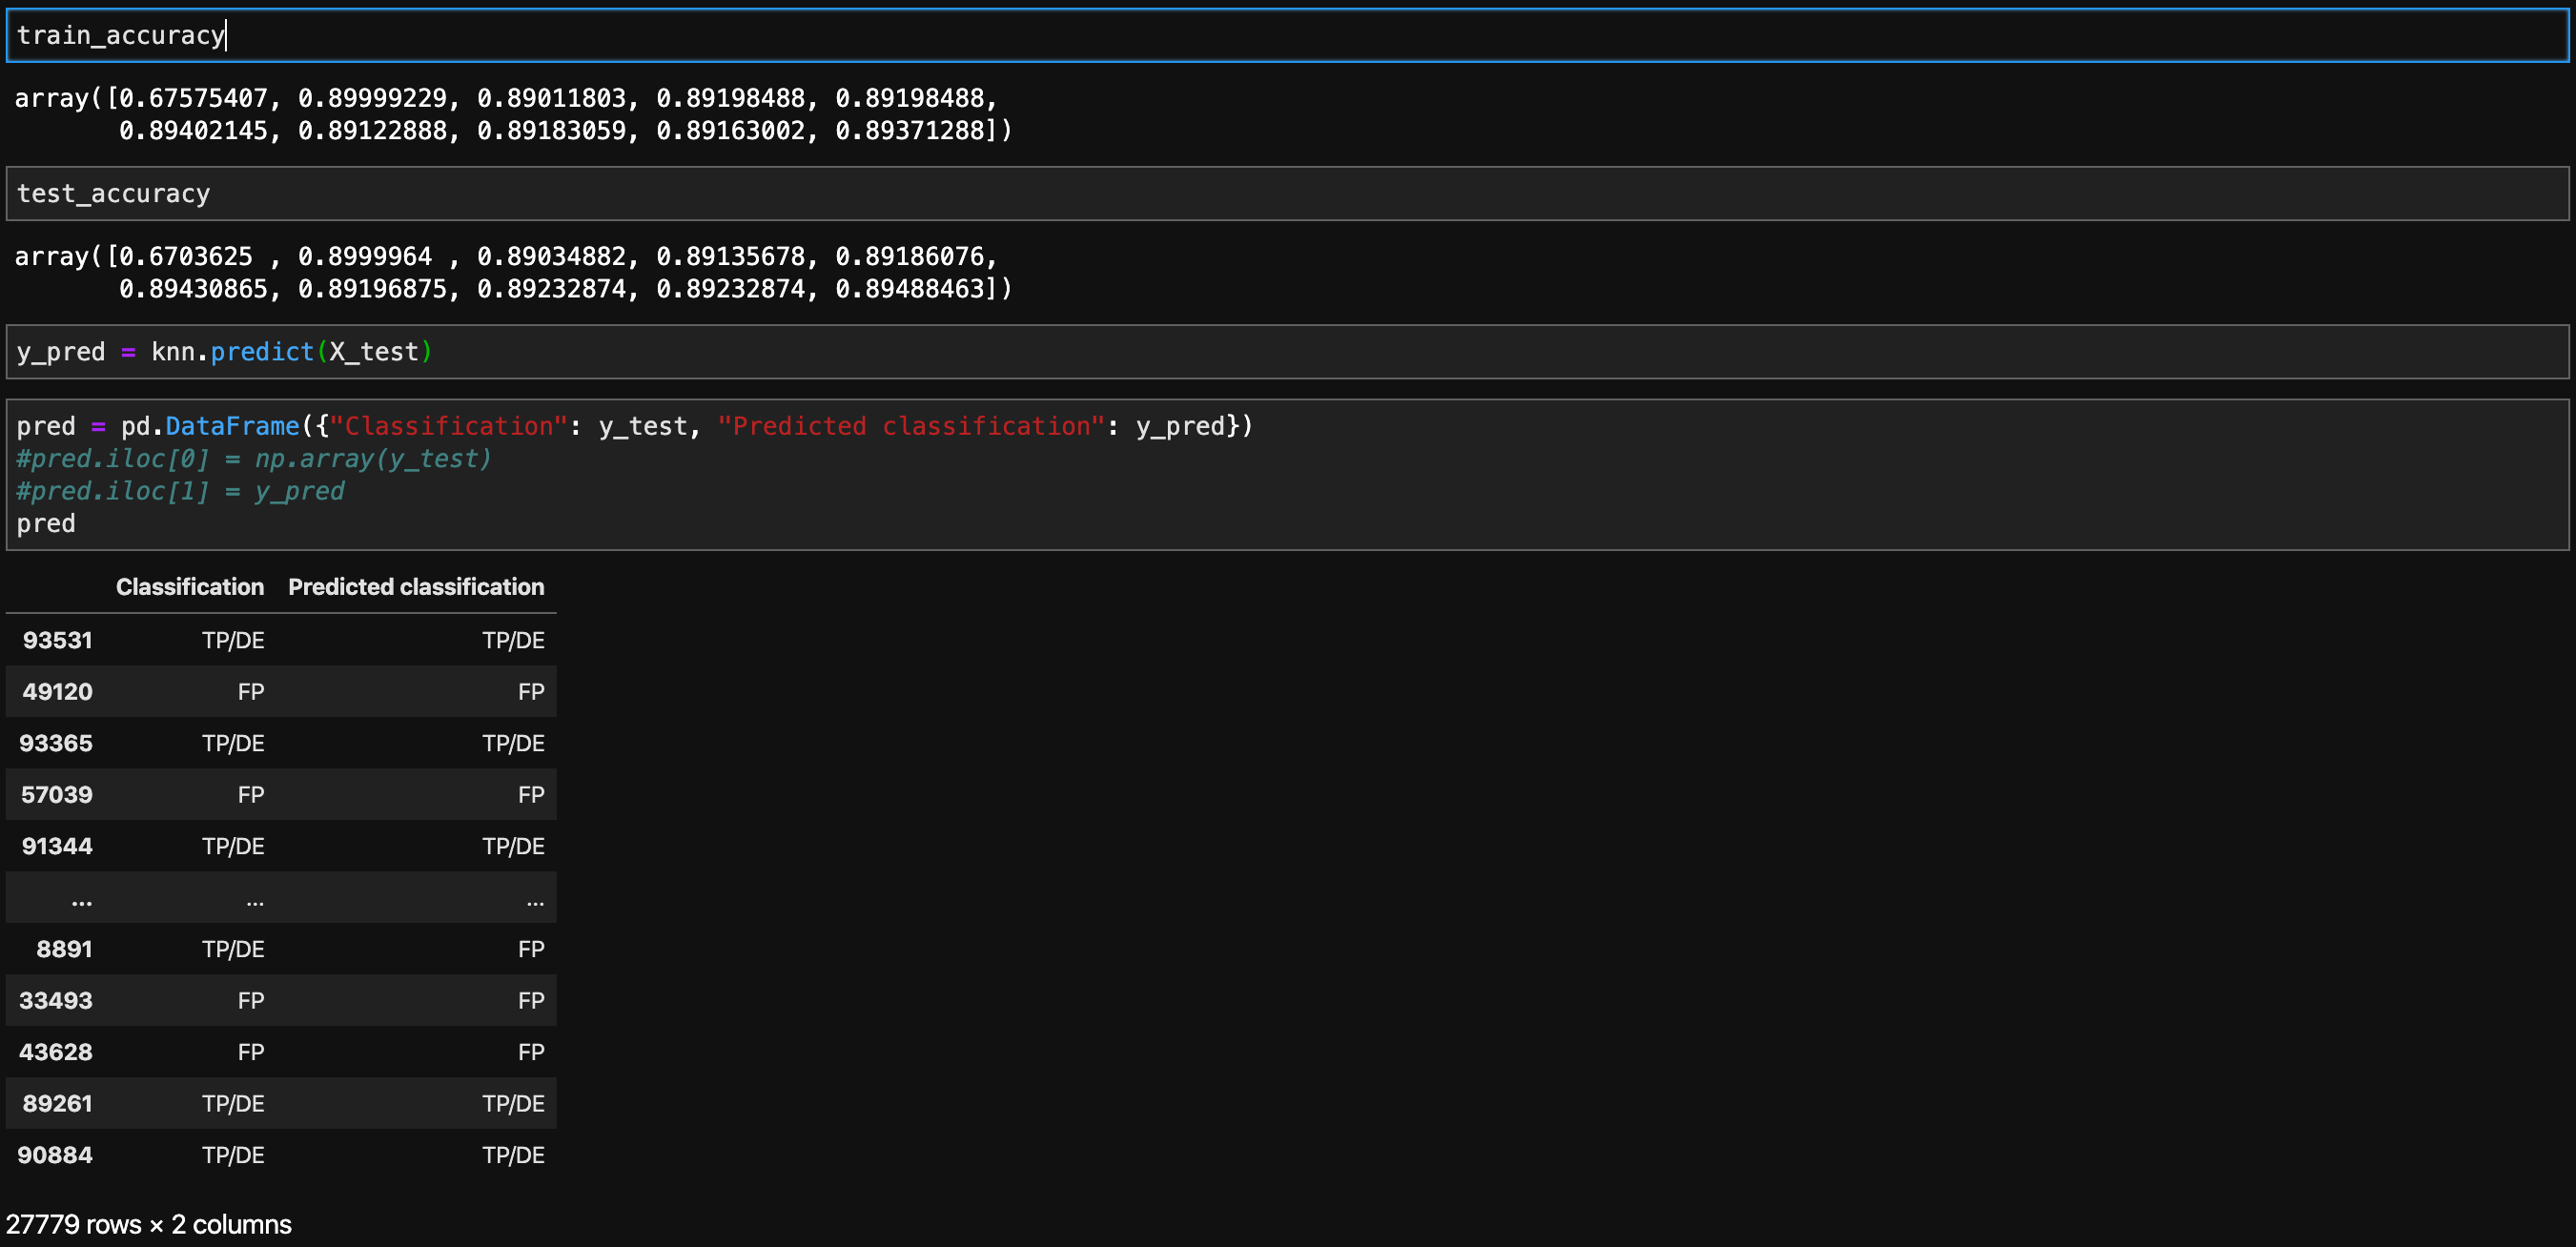 train_accuracy
array([0.67575407, 0.89999229, 0.89011803, 0.89198488, 0.89198488,
0.89402145, 0.89122888, 0.89183059, 0.89163002, 0.89371288])
test_accuracy
array([0.6703625 , 0.8999964 , 0.89034882, 0.89135678, 0.89186076,
0.89430865, 0.89196875, 0.89232874, 0.89232874, 0.89488463])
y_pred = knn.predict(X_test)
pred = pd.DataFrame({"Classification": y_test, "Predicted classification": y_pred})
#pred.iloc[0] = np.array(y_test)
#pred.iloc[1] = y_pred
pred
Classification Predicted classification
93531 TP/DE TP/DE
49120 FP FP
93365 TP/DE TP/DE
57039 FP FP
91344 TP/DE TP/DE
... ... ...
8891 TP/DE FP
33493 FP FP
43628 FP FP
89261 TP/DE TP/DE
90884 TP/DE TP/DE
27779 rows × 2 columns